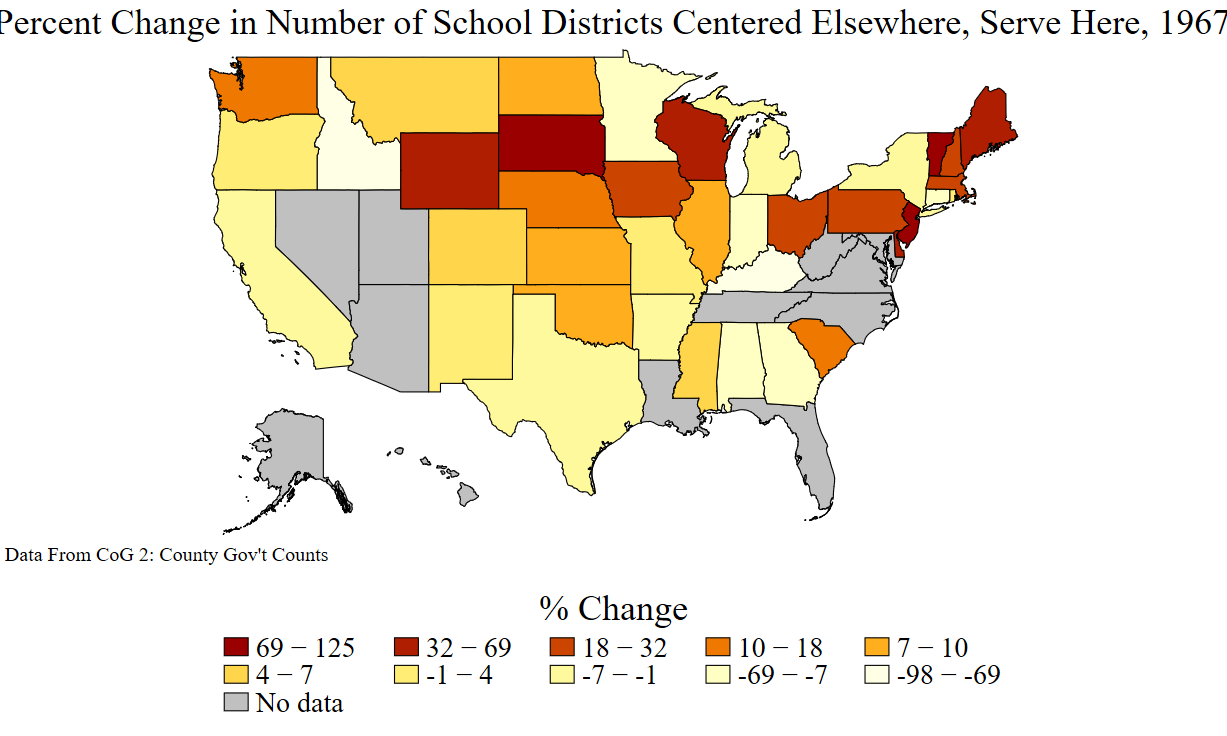 Percent Change in Number of School Districts Centered Elsewhere, Serve Here, 1967
Data From CoG 2: County Gov't Counts
% Change
69 − 125 32 − 69 18 − 32 10 − 18 7 − 10
4 − 7 -1 − 4 -7 − -1 -69 − -7 -98 − -69
No data